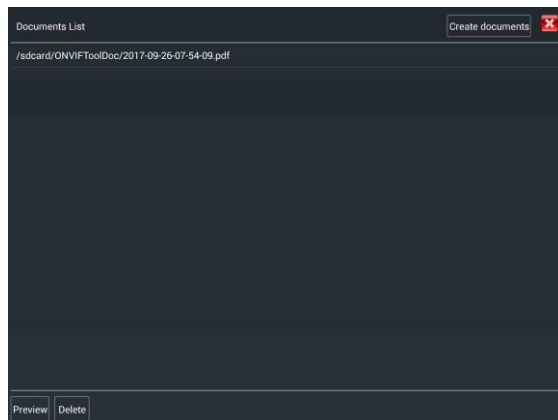 Documents List
Create documents
/sdcard/ONVIFToolDoc/2017-09-26-07-54-09.pdf
Preview
Delete